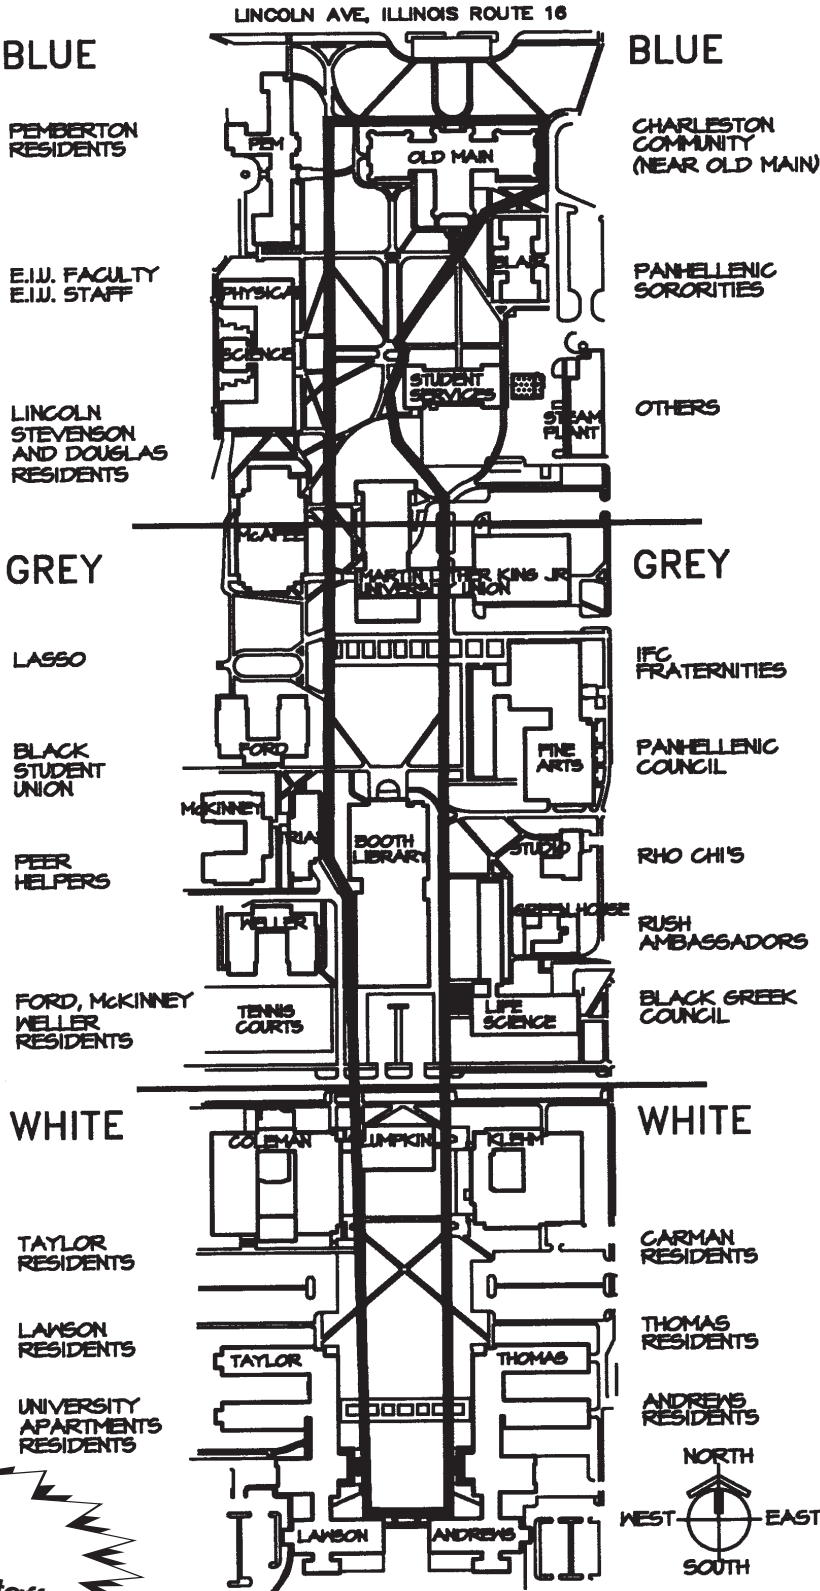 LINCOLN AVE, ILLINOIS ROUTE 16
BLUE
BLUE
PEMBERTON
RESIDENTS
PEM
OLD MAIN
CHARLESTON
COMMUNITY
(NEAR OLD MAIN)
E.I.U. FACULTY
E.I.U. STAFF
PHYSICAL
SCIENCE
BLAIR
PANHELLENIC
SORORITIES
STUDENT
SERVICES
STEAM
PLANT
OTHERS
LINCOLN
STEVENSON
AND DOUGLAS
RESIDENTS
McAFEE
GREY
GREY
MARTIN LUTHER KING JR
UNIVERSITY UNION
LASSO
IFC
FRATERNITIES
FORD
FINE
ARTS
BLACK
STUDENT
UNION
PANHELLENIC
COUNCIL
McKINNEY
TRIAD
BOOTH
LIBRARY
STUDIO
PEER
HELPERS
RHO CHI'S
WELLER
GREEN HOUSE
RUSH
AMBASSADORS
FORD, McKINNEY
WELLER
RESIDENTS
TENNIS
COURTS
LIFE
SCIENCE
BLACK GREEK
COUNCIL
WHITE
WHITE
COLEMAN
LUMPKIN
KLEHM
TAYLOR
RESIDENTS
CARMAN
RESIDENTS
LAWSON
RESIDENTS
THOMAS
RESIDENTS
TAYLOR
THOMAS
UNIVERSITY
APARTMENTS
RESIDENTS
ANDREWS
RESIDENTS
NORTH
WEST
EAST
SOUTH
LAWSON
ANDREWS